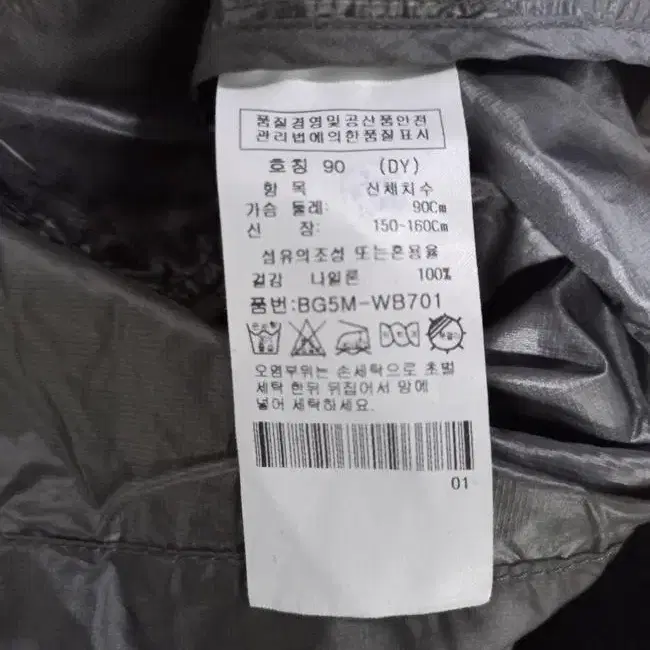 품질경영및공산품안전
관리법에의한품질표시
호칭 90 (DY)
항 목 신체치수
가슴 둘레: 90Cm
신 장: 150-160Cm
섬유의조성 또는혼용율
겉감 나일론 100%
품번:BG5M-WB701
오염부위는 손세탁으로 초벌
세탁 한뒤 뒤집어서 망에
넣어 세탁하세요.
01